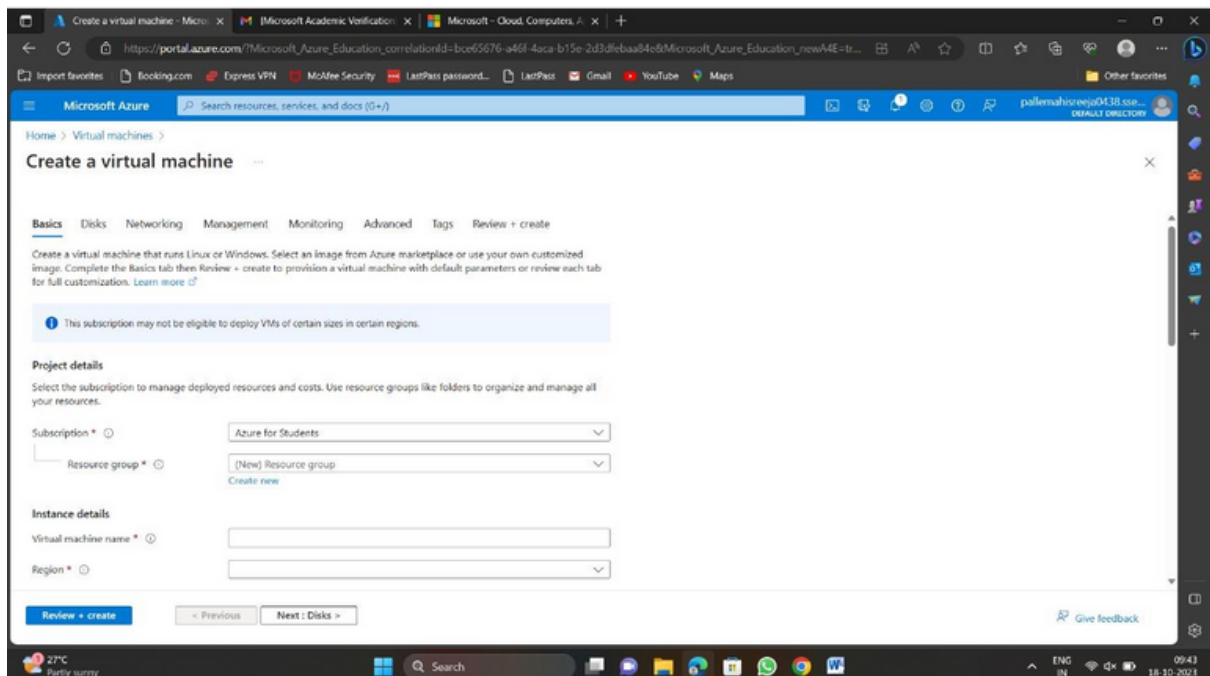 Create a virtual machine - Micro:
[Microsoft Academic Verification
Microsoft – Cloud, Computers, A
https://portal.azure.com/?Microsoft_Azure_Education_correlationId=
Import favorites
Booking.com
Express VPN
McAfee Security
LastPass password...
LastPass
Gmail
YouTube
Maps
Other favorites
Microsoft Azure
Search resources, services, and docs (G+/)
pallemahisreeja0438.sse...
DEFAULT DIRECTORY
Home > Virtual machines >
Create a virtual machine ...
Basics Disks Networking Management Monitoring Advanced Tags Review + create
Create a virtual machine that runs Linux or Windows. Select an image from Azure marketplace or use your own customized
image. Complete the Basics tab then Review + create to provision a virtual machine with default parameters or review each tab
for full customization. Learn more
This subscription may not be eligible to deploy VMs of certain sizes in certain regions.
Project details
Select the subscription to manage deployed resources and costs. Use resource groups like folders to organize and manage all
your resources.
Subscription * Azure for Students
Resource group * (New) Resource group
Create new
Instance details
Virtual machine name *
Region *
Review + create < Previous Next : Disks > Give feedback
27°C
Partly sunny
Search
ENG
IN
09:43
18-10-2023